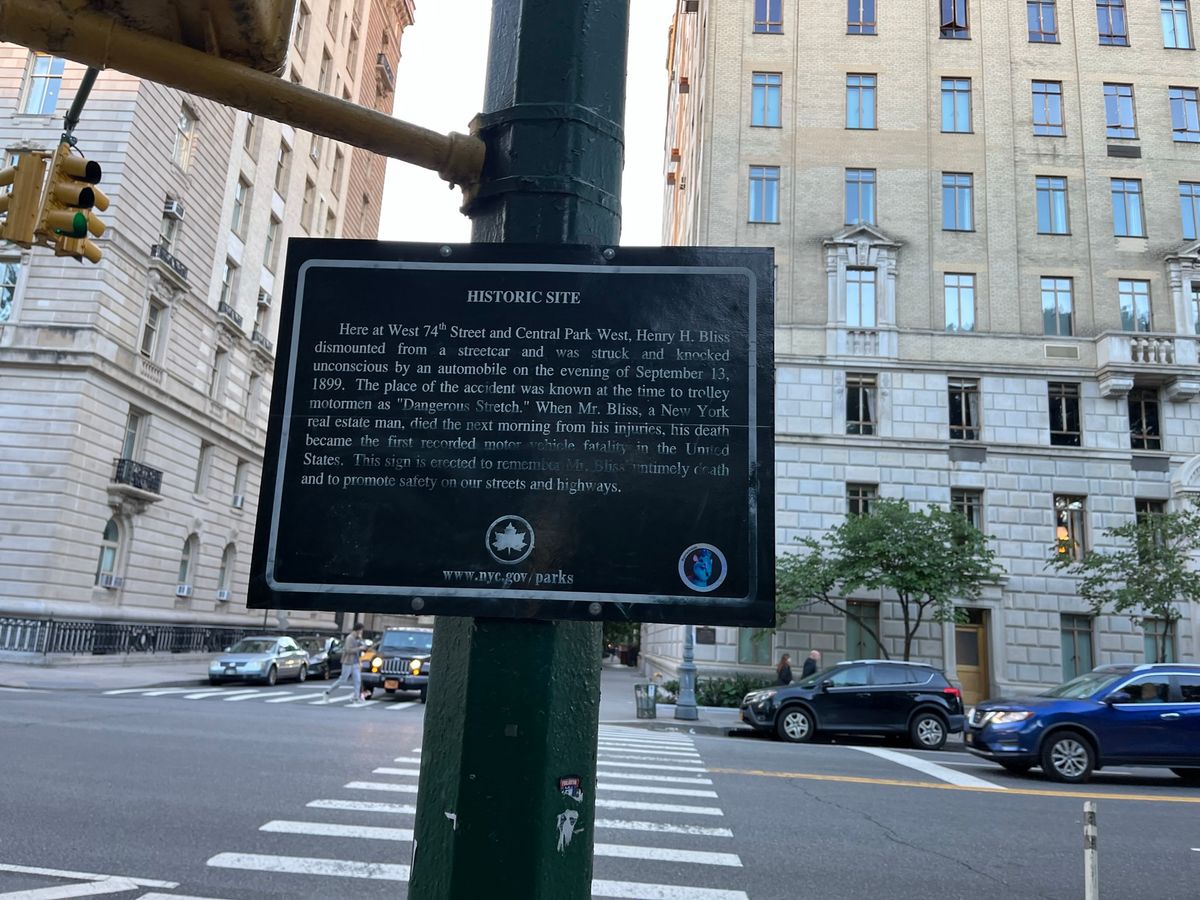 HISTORIC SITE
Here at West 74th Street and Central Park West, Henry H. Bliss
dismounted from a streetcar and was struck and knocked
unconscious by an automobile on the evening of September 13,
1899. The place of the accident was known at the time to trolley
motormen as "Dangerous Stretch." When Mr. Bliss, a New York
real estate man, died the next morning from his injuries, his death
became the first recorded motor vehicle fatality in the United
States. This sign is erected to remember Mr. Bliss' untimely death
and to promote safety on our streets and highways.
www.nyc.gov/parks